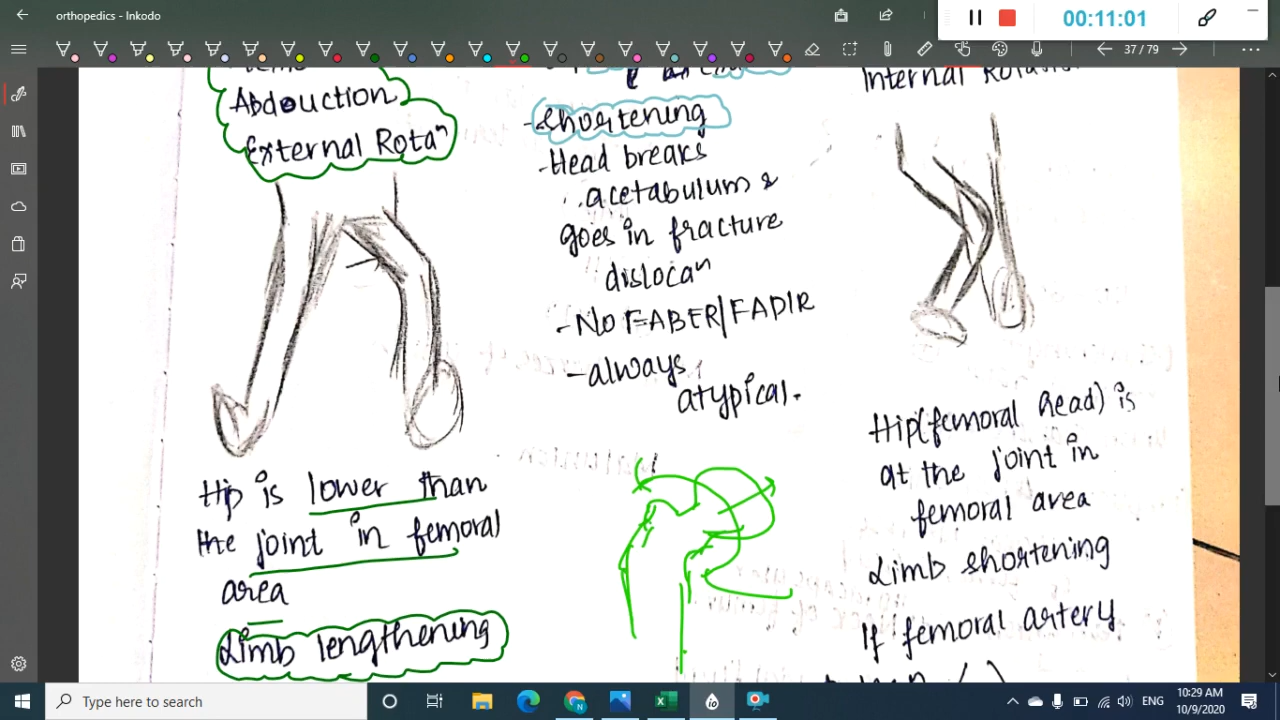 orthopedics - Inkodo
00:11:01
37 / 79
Abdouction
External Rotaⁿ
Hip is lower than
the joint in femoral
area
Limb lengthening
-Shortening
-Head breaks
acetabulum &
goes in fracture
dislocaⁿ
-No FABER/FADIR
-always
atypical.
Internal
Hip(femoral head) is
at the joint in
femoral area
Limb shortening
If femoral artery
Type here to search
ENG
10:29 AM
10/9/2020